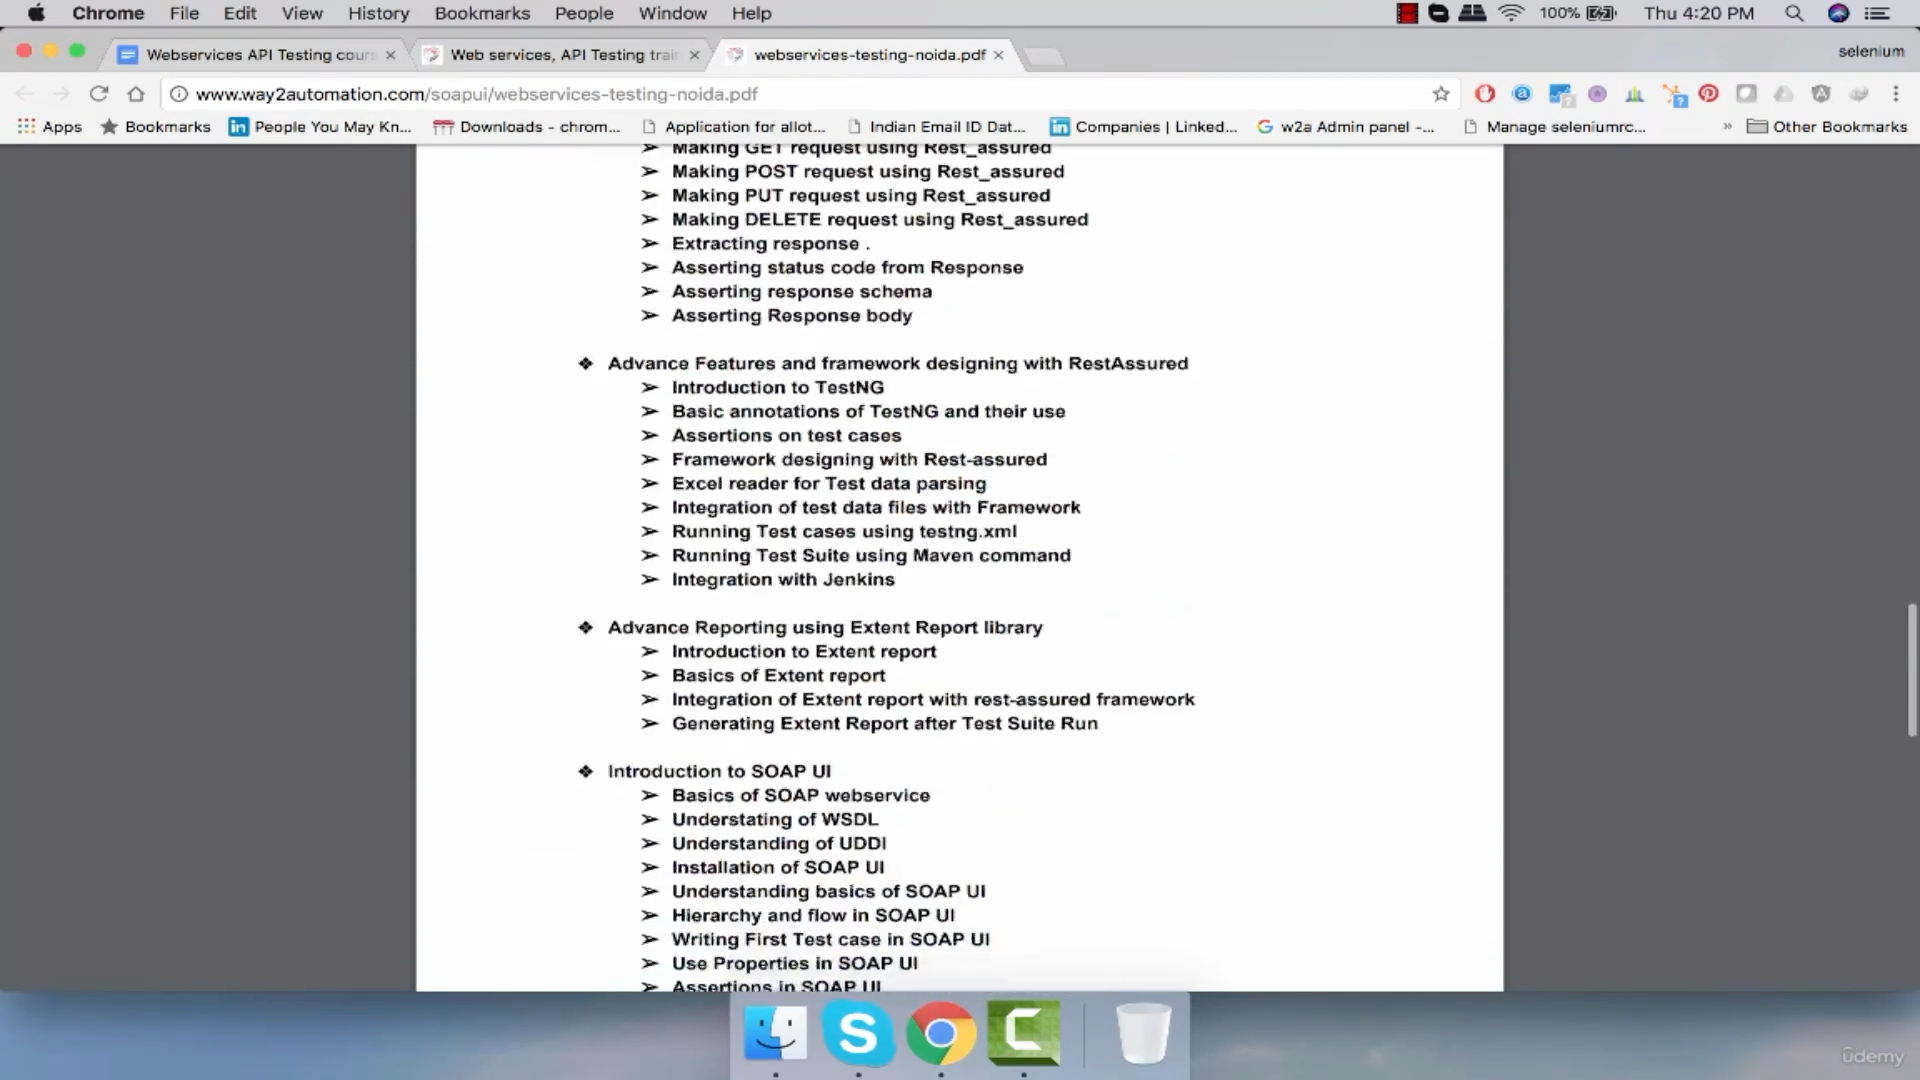 Chrome File Edit View History Bookmarks People Window Help 100% Thu 4:20 PM
Webservices API Testing cour Web services, API Testing trai webservices-testing-noida.pdf selenium
www.way2automation.com/soapui/webservices-testing-noida.pdf
Apps Bookmarks People You May Kn... Downloads - chrom... Application for allot... Indian Email ID Dat... Companies | Linked... w2a Admin panel -... Manage seleniumrc... » Other Bookmarks
➢ Making GET request using Rest_assured
➢ Making POST request using Rest_assured
➢ Making PUT request using Rest_assured
➢ Making DELETE request using Rest_assured
➢ Extracting response .
➢ Asserting status code from Response
➢ Asserting response schema
➢ Asserting Response body
❖ Advance Features and framework designing with RestAssured
➢ Introduction to TestNG
➢ Basic annotations of TestNG and their use
➢ Assertions on test cases
➢ Framework designing with Rest-assured
➢ Excel reader for Test data parsing
➢ Integration of test data files with Framework
➢ Running Test cases using testng.xml
➢ Running Test Suite using Maven command
➢ Integration with Jenkins
❖ Advance Reporting using Extent Report library
➢ Introduction to Extent report
➢ Basics of Extent report
➢ Integration of Extent report with rest-assured framework
➢ Generating Extent Report after Test Suite Run
❖ Introduction to SOAP UI
➢ Basics of SOAP webservice
➢ Understating of WSDL
➢ Understanding of UDDI
➢ Installation of SOAP UI
➢ Understanding basics of SOAP UI
➢ Hierarchy and flow in SOAP UI
➢ Writing First Test case in SOAP UI
➢ Use Properties in SOAP UI
➢ Assertions in SOAP UI
ûdemy